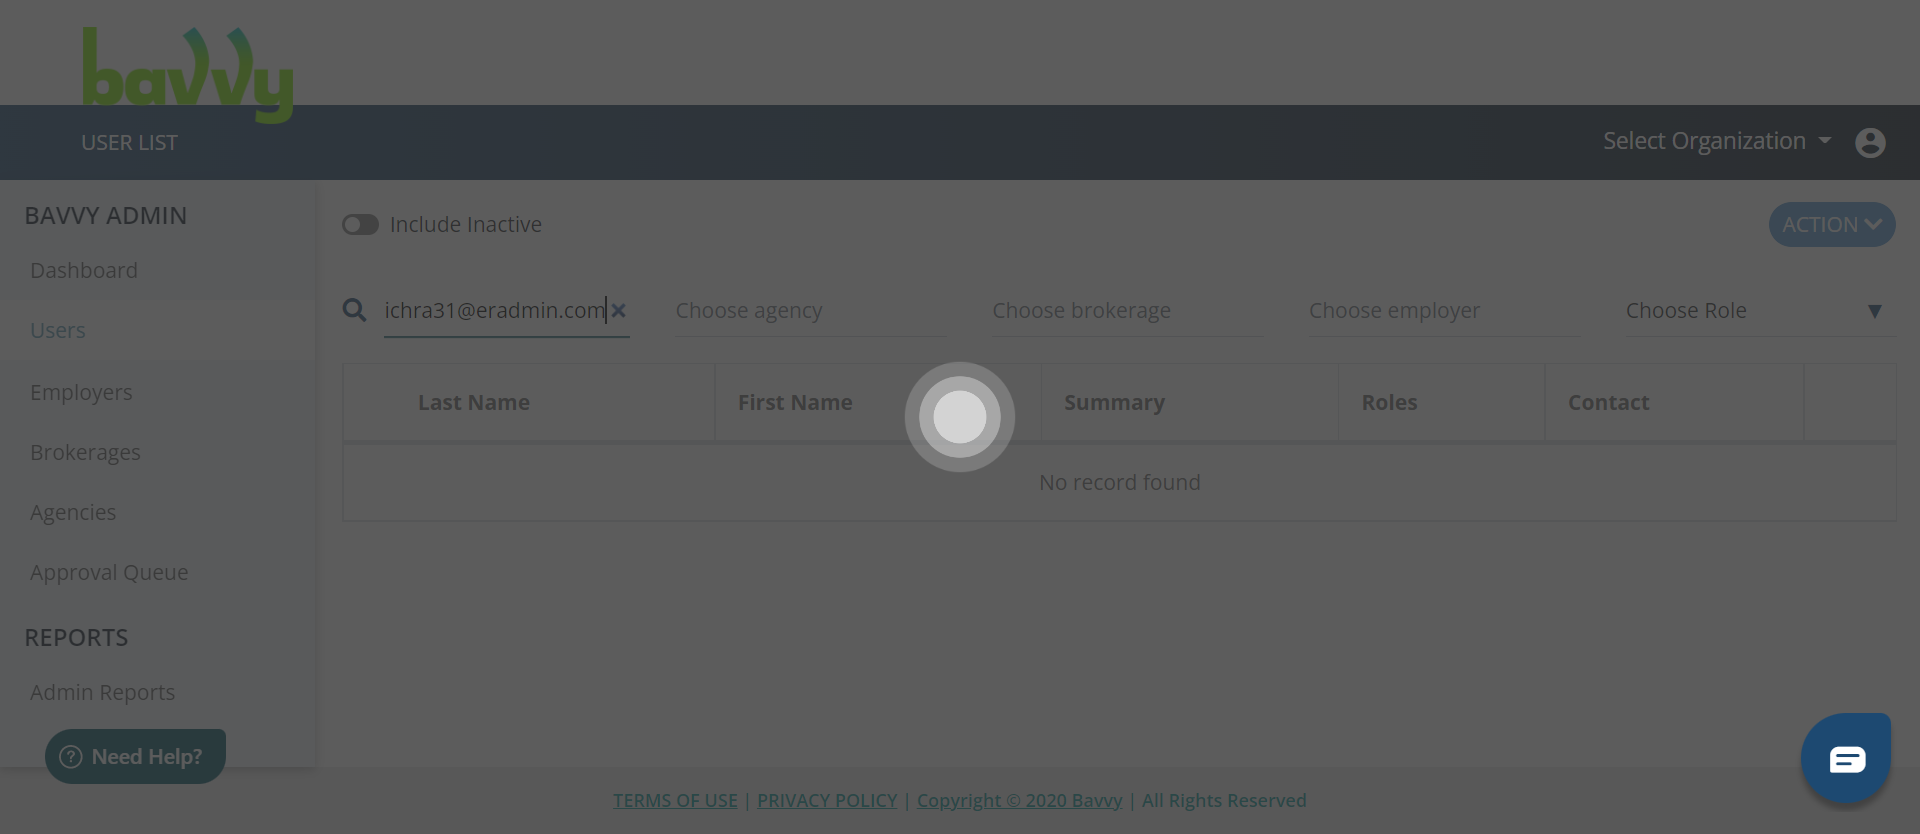 bavvy
USER LIST
Select Organization
BAVVY ADMIN
Dashboard
Users
Employers
Brokerages
Agencies
Approval Queue
REPORTS
Admin Reports
Include Inactive
ACTION
ichra31@eradmin.com
Choose agency
Choose brokerage
Choose employer
Choose Role
Last Name
First Name
Summary
Roles
Contact
No record found
? Need Help?
TERMS OF USE | PRIVACY POLICY | Copyright © 2020 Bavvy | All Rights Reserved